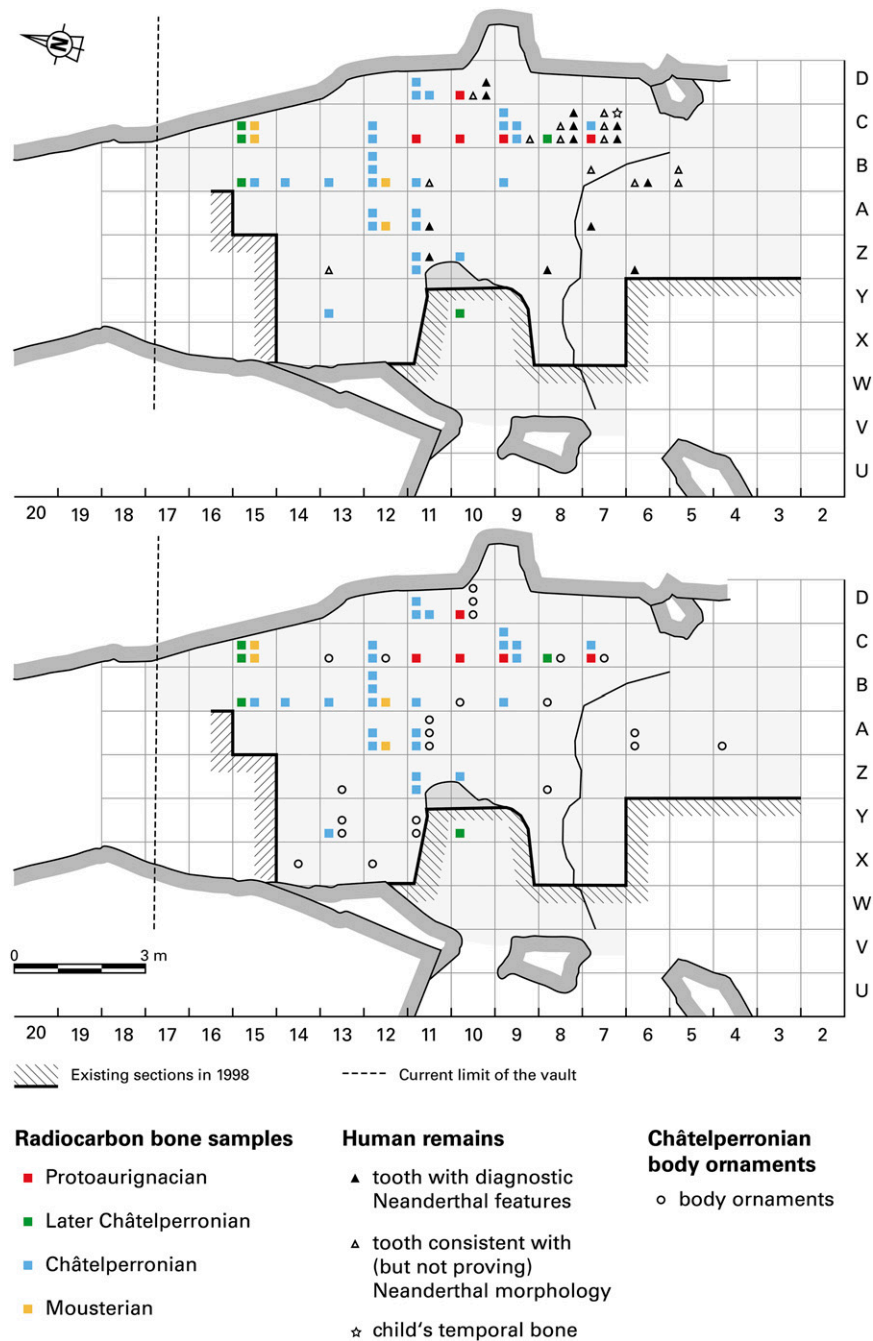 N
D
C
B
A
Z
Y
X
W
V
U
20 19 18 17 16 15 14 13 12 11 10 9 8 7 6 5 4 3 2
D
C
B
A
Z
Y
X
W
V
U
0 3 m
20 19 18 17 16 15 14 13 12 11 10 9 8 7 6 5 4 3 2
Existing sections in 1998
Current limit of the vault
Radiocarbon bone samples
Protoaurignacian
Later Châtelperronian
Châtelperronian
Mousterian
Human remains
tooth with diagnostic
Neanderthal features
tooth consistent with
(but not proving)
Neanderthal morphology
child's temporal bone
Châtelperronian
body ornaments
body ornaments